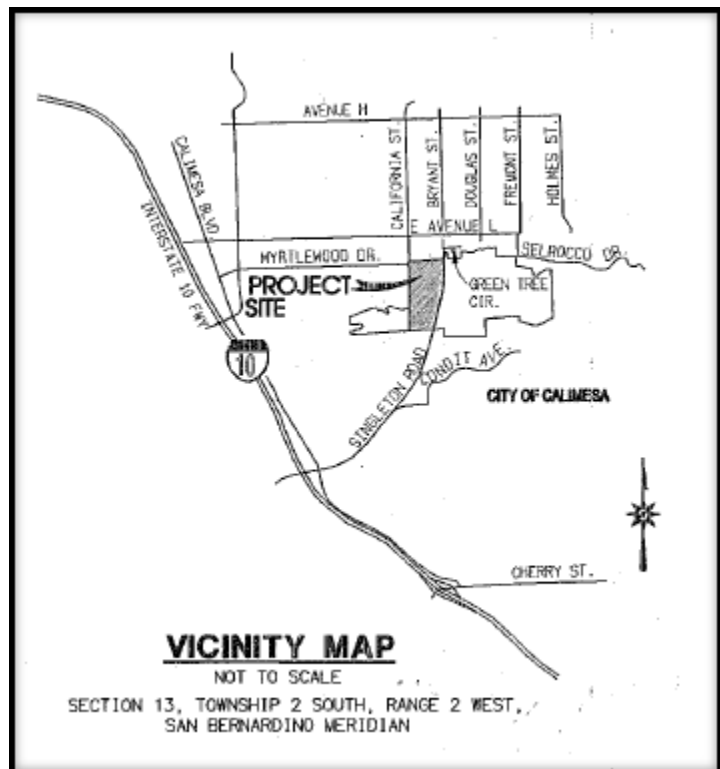 AVENUE H
CALIFORNIA ST.
BRYANT ST.
DOUGLAS ST.
FREMONT ST.
HOLMES ST.
CALIMESA BLVD
INTERSTATE 10 FWY
E AVENUE L
MYRTLEWOOD DR.
SELROCCO DR.
PROJECT
SITE
GREEN TREE
CIR.
10
SINGLETON ROAD
CONDIT AVE.
CITY OF CALIMESA
CHERRY ST.
VICINITY MAP
NOT TO SCALE
SECTION 13, TOWNSHIP 2 SOUTH, RANGE 2 WEST,
SAN BERNARDINO MERIDIAN